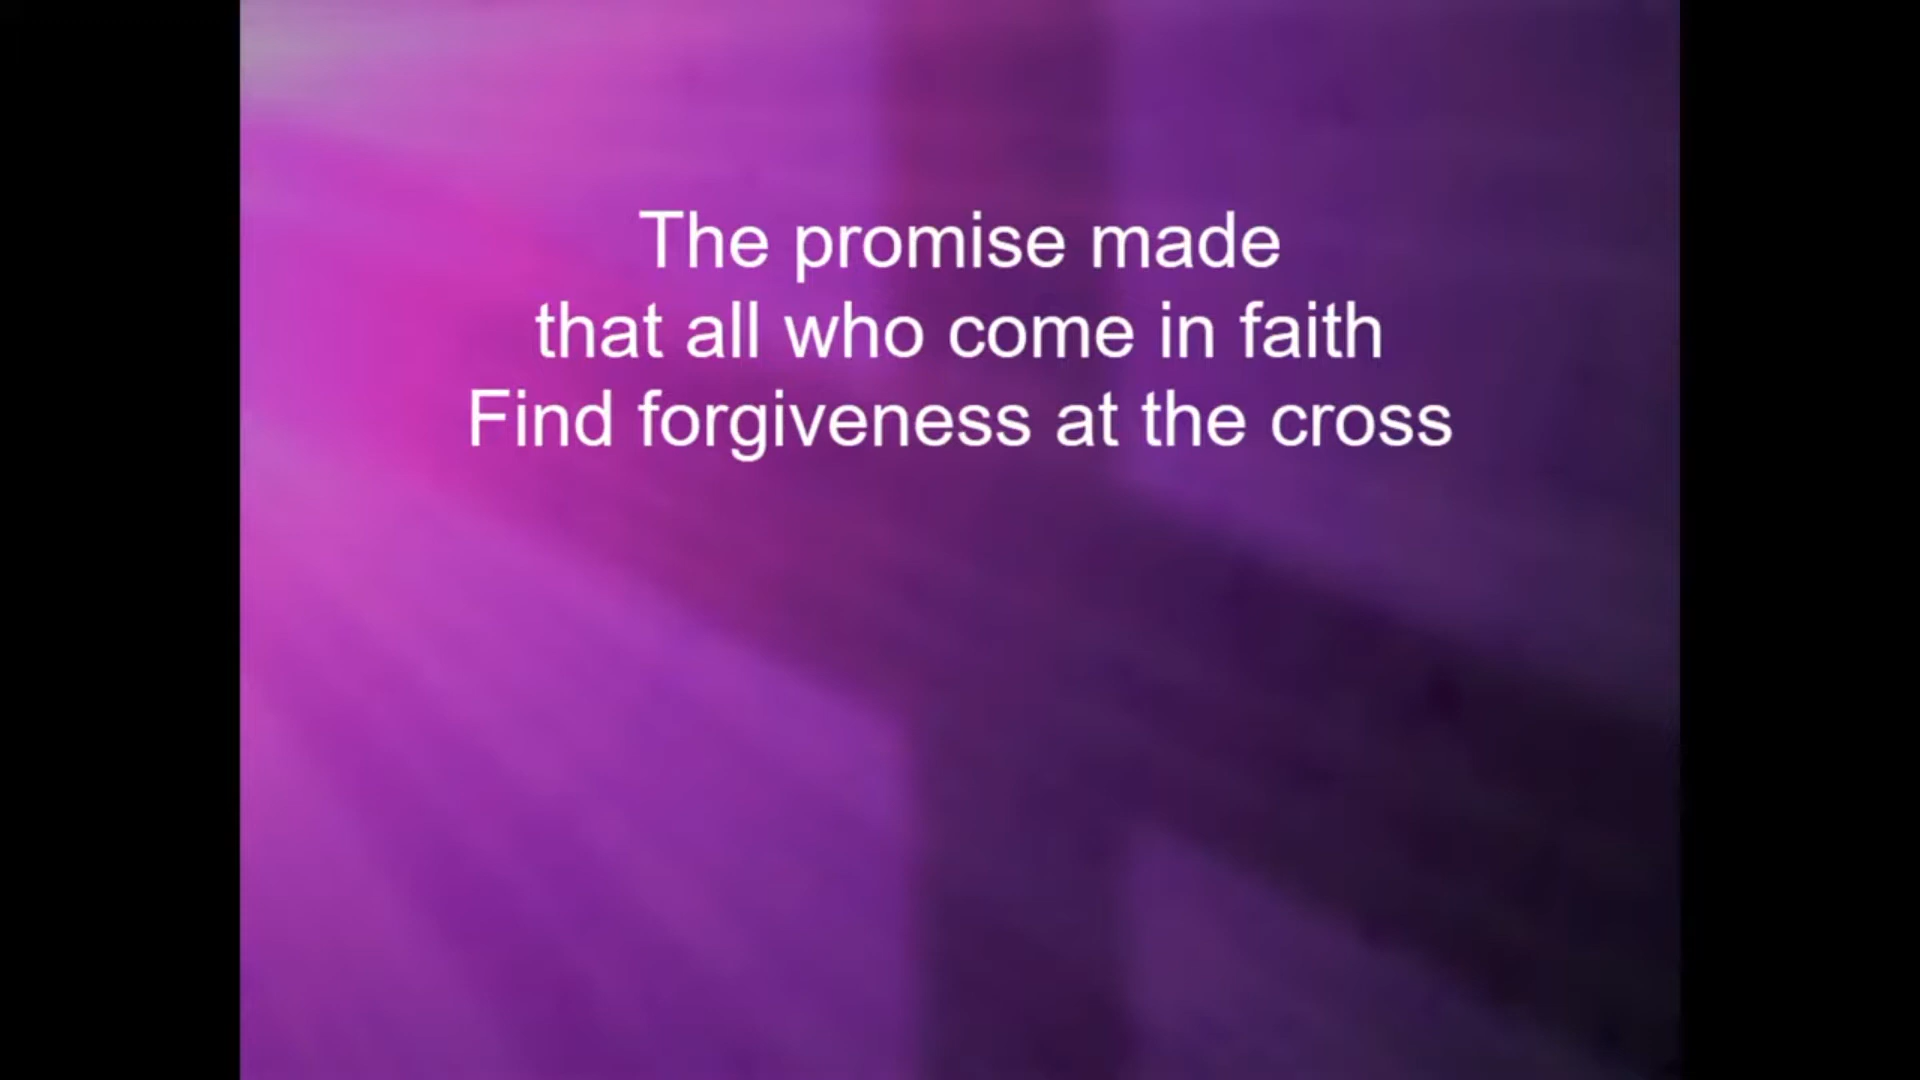 The promise made
that all who come in faith
Find forgiveness at the cross